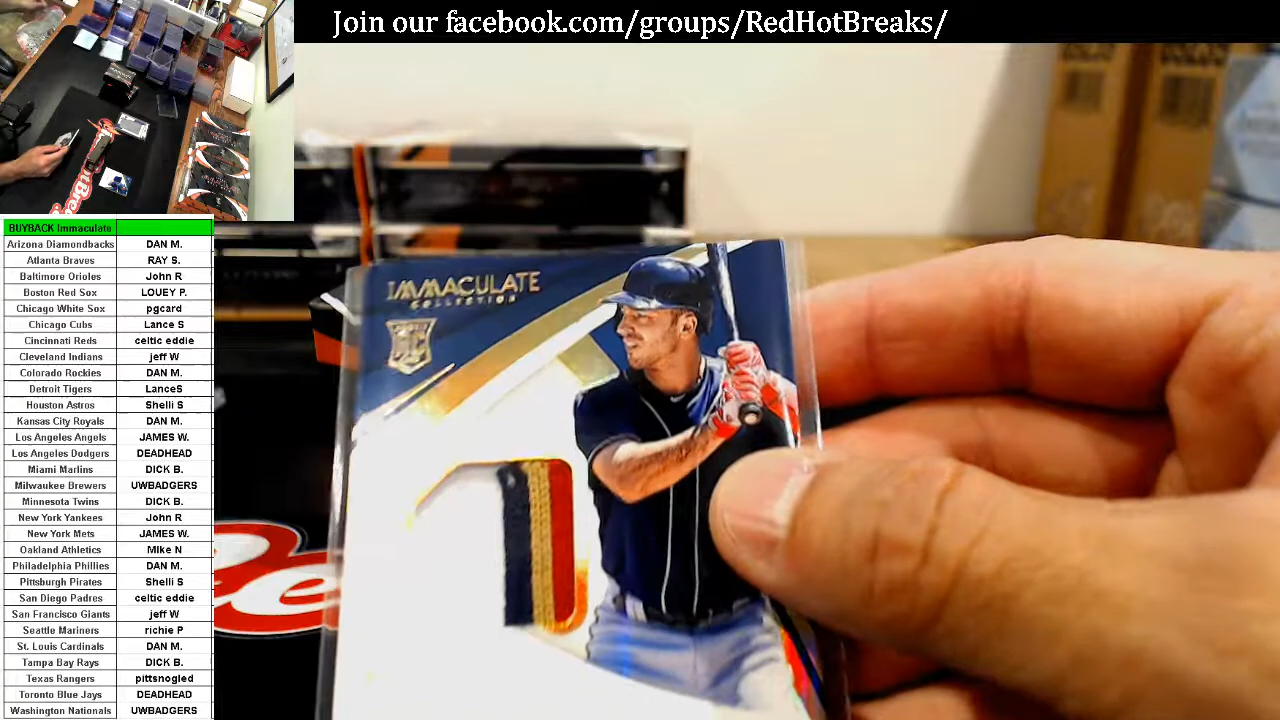 Join our facebook.com/groups/RedHotBreaks/
BUYBACK Immaculate
Arizona Diamondbacks DAN M.
Atlanta Braves RAY S.
Baltimore Orioles John R
Boston Red Sox LOUEY P.
Chicago White Sox pgcard
Chicago Cubs Lance S
Cincinnati Reds celtic eddie
Cleveland Indians jeff W
Colorado Rockies DAN M.
Detroit Tigers LanceS
Houston Astros Shelli S
Kansas City Royals DAN M.
Los Angeles Angels JAMES W.
Los Angeles Dodgers DEADHEAD
Miami Marlins DICK B.
Milwaukee Brewers UWBADGERS
Minnesota Twins DICK B.
New York Yankees John R
New York Mets JAMES W.
Oakland Athletics Mike N
Philadelphia Phillies DAN M.
Pittsburgh Pirates Shelli S
San Diego Padres celtic eddie
San Francisco Giants jeff W
Seattle Mariners richie P
St. Louis Cardinals DAN M.
Tampa Bay Rays DICK B.
Texas Rangers pittsnogled
Toronto Blue Jays DEADHEAD
Washington Nationals UWBADGERS
IMMACULATE
COLLECTION
RC